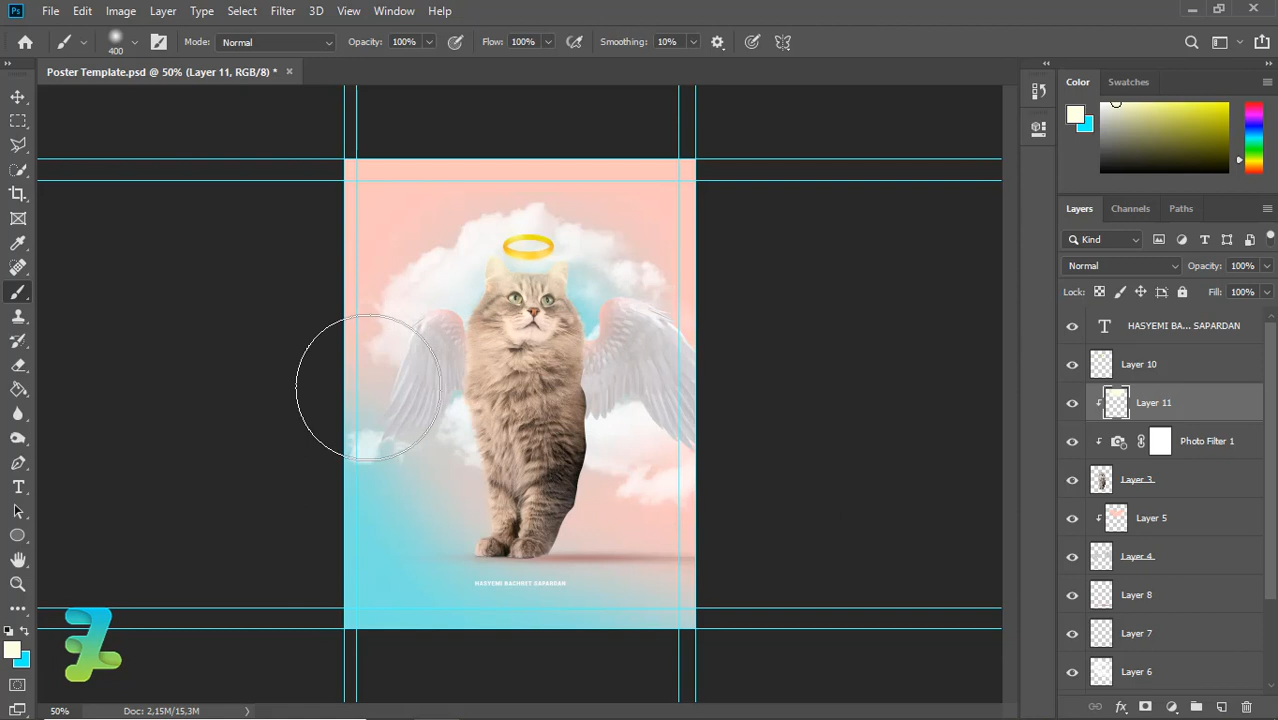 Ps File Edit Image Layer Type Select Filter 3D View Window Help
400 Mode: Normal Opacity: 100% Flow: 100% Smoothing: 10%
Poster Template.psd @ 50% (Layer 11, RGB/8) *
Color Swatches
Layers Channels Paths
Kind
Normal Opacity: 100%
Lock: Fill: 100%
HASYEMI BA... SAPARDAN
Layer 10
Layer 11
Photo Filter 1
Layer 3
Layer 5
Layer 4
Layer 8
Layer 7
Layer 6
HASYEMI BACHRET SAPARDAN
50% Doc: 2,15M/15,3M